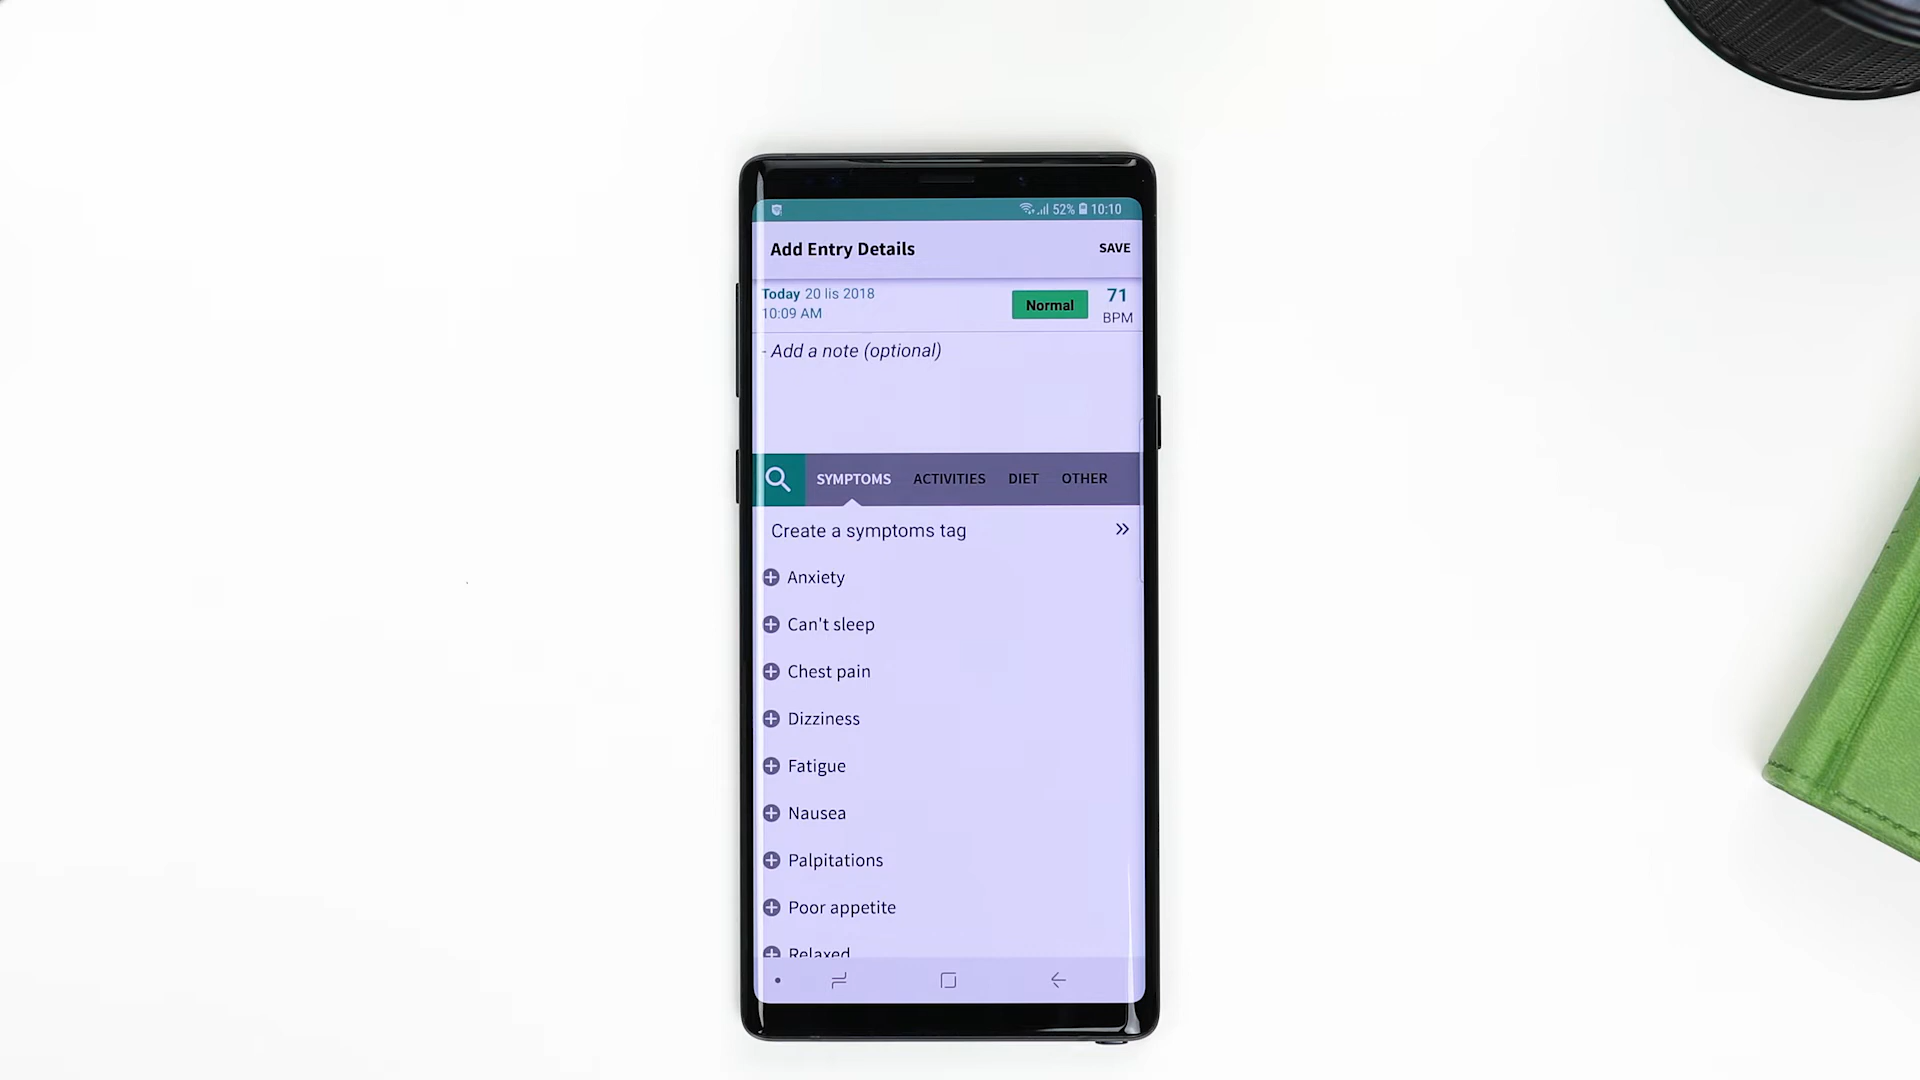 52% 10:10
Add Entry Details SAVE
Today 20 lis 2018
10:09 AM
Normal
71
BPM
- Add a note (optional)
SYMPTOMS ACTIVITIES DIET OTHER
Create a symptoms tag
Anxiety
Can't sleep
Chest pain
Dizziness
Fatigue
Nausea
Palpitations
Poor appetite
Relaxed